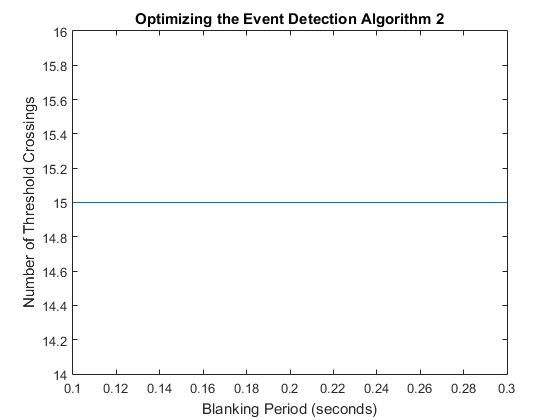 Optimizing the Event Detection Algorithm 2
16
15.8
15.6
15.4
15.2
15
14.8
14.6
14.4
14.2
14
Number of Threshold Crossings
0.1 0.12 0.14 0.16 0.18 0.2 0.22 0.24 0.26 0.28 0.3
Blanking Period (seconds)